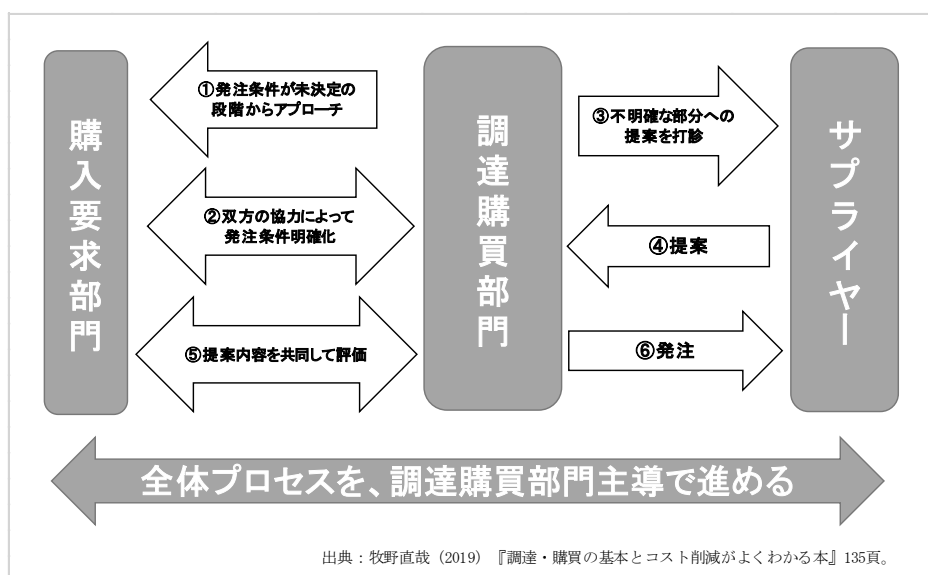 購入要求部門
①発注条件が未決定の
段階からアプローチ
②双方の協力によって
発注条件明確化
⑤提案内容を共同して評価
調達購買部門
③不明確な部分への
提案を打診
④提案
⑥発注
サプライヤー
全体プロセスを、調達購買部門主導で進める
出典：牧野直哉（2019）『調達・購買の基本とコスト削減がよくわかる本』135頁。